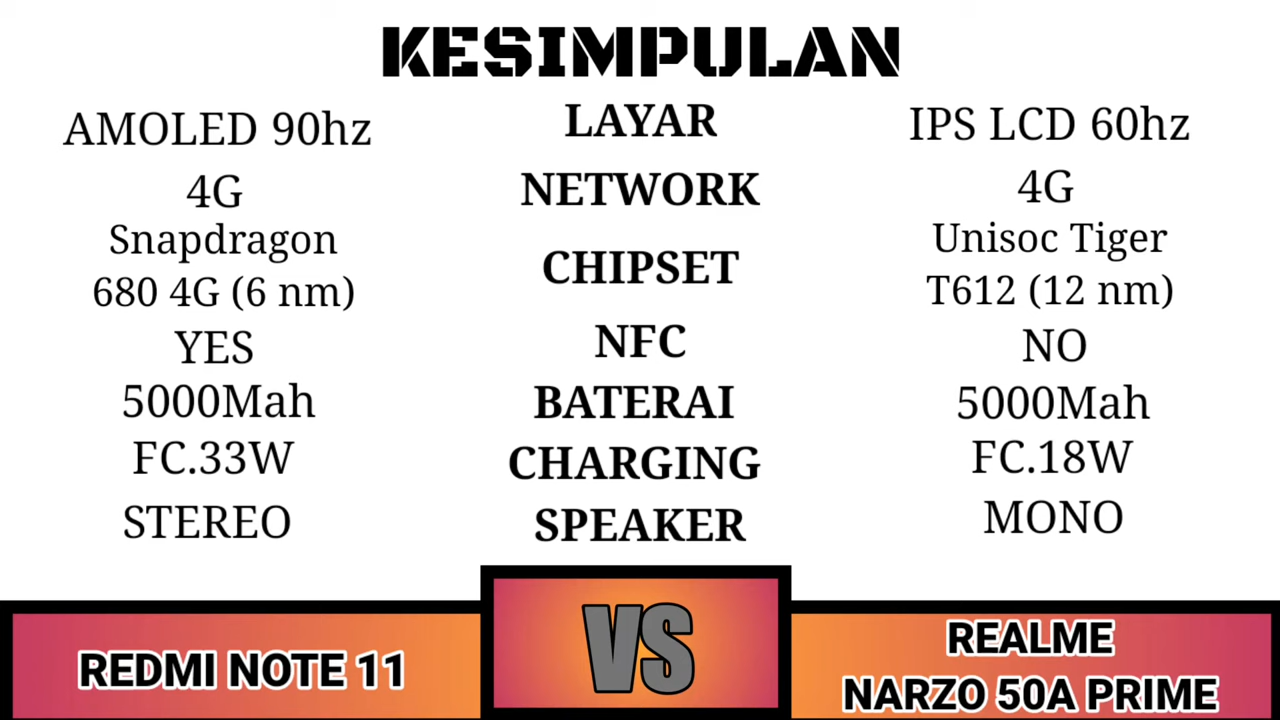 KESIMPULAN
AMOLED 90hz LAYAR IPS LCD 60hz
4G NETWORK 4G
Snapdragon
680 4G (6 nm)
CHIPSET
Unisoc Tiger
T612 (12 nm)
YES NFC NO
5000Mah BATERAI 5000Mah
FC.33W CHARGING FC.18W
STEREO SPEAKER MONO
REDMI NOTE 11
VS
REALME
NARZO 50A PRIME